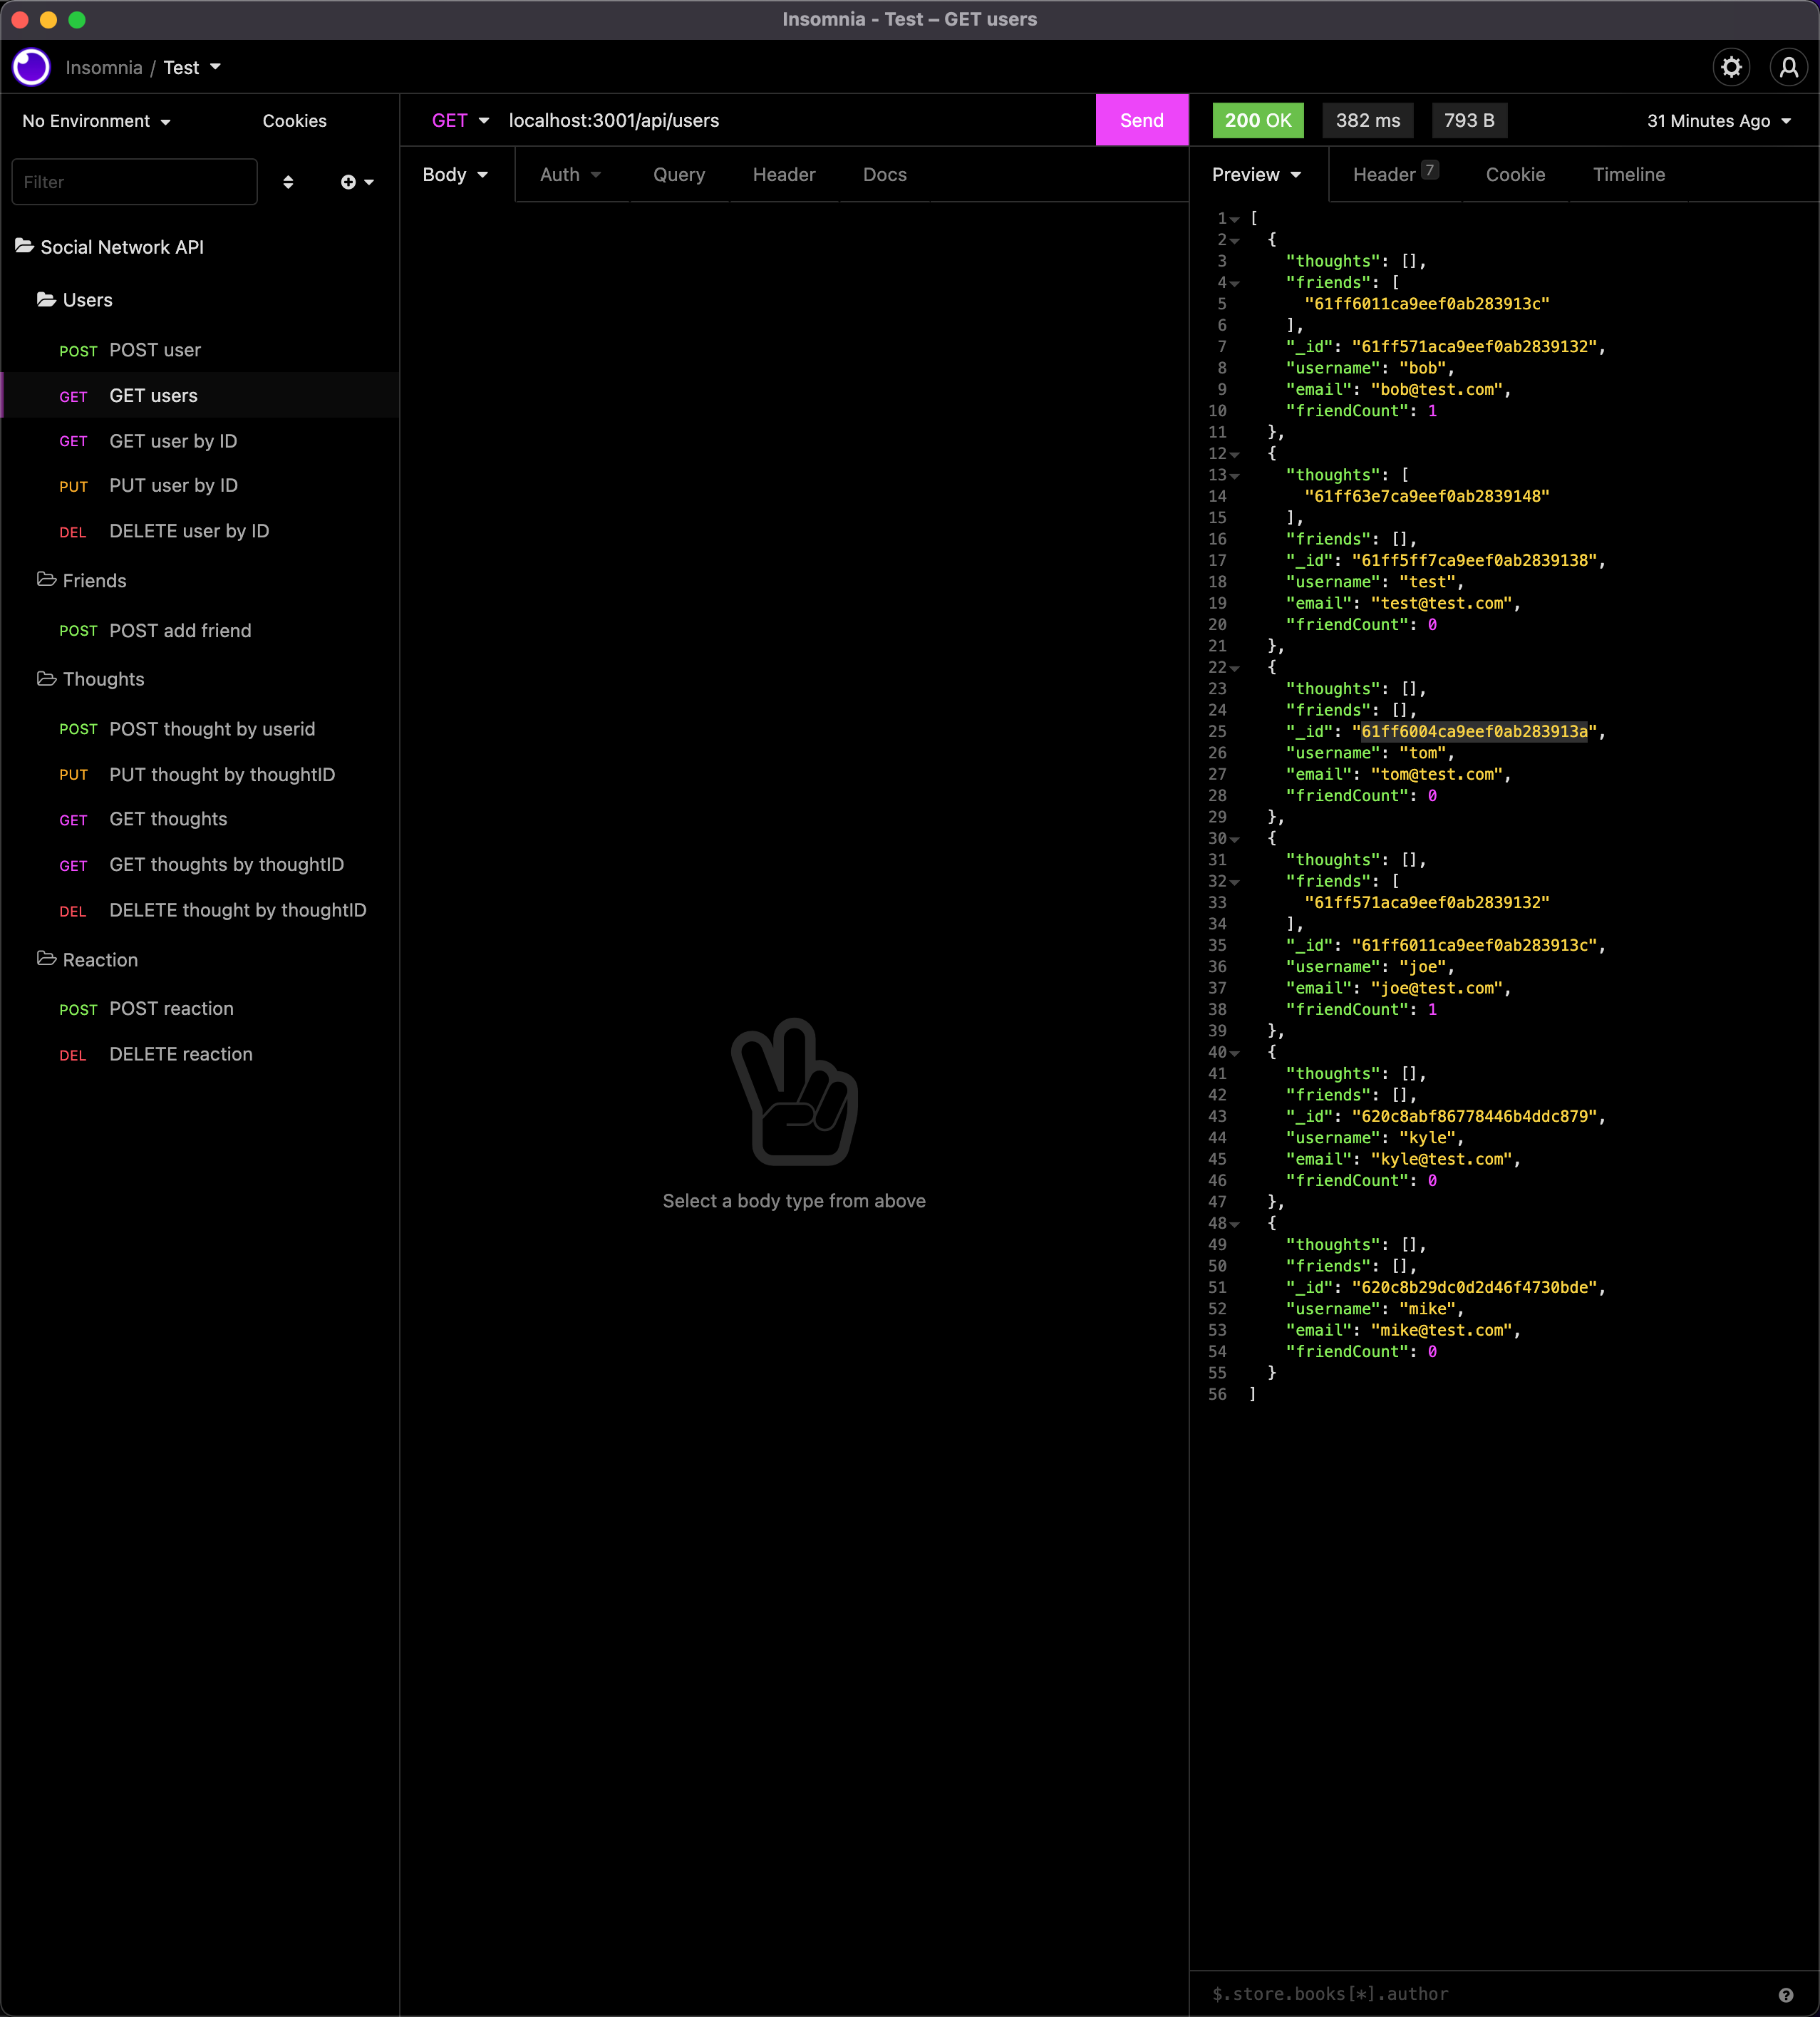 Insomnia - Test – GET users
Insomnia / Test
No Environment
Cookies
Filter
Social Network API
Users
POST POST user
GET GET users
GET GET user by ID
PUT PUT user by ID
DEL DELETE user by ID
Friends
POST POST add friend
Thoughts
POST POST thought by userid
PUT PUT thought by thoughtID
GET GET thoughts
GET GET thoughts by thoughtID
DEL DELETE thought by thoughtID
Reaction
POST POST reaction
DEL DELETE reaction
GET localhost:3001/api/users Send
Body Auth Query Header Docs
Select a body type from above
200 OK 382 ms 793 B 31 Minutes Ago
Preview Header 7 Cookie Timeline
1 [
2 {
3 "thoughts": [],
4 "friends": [
5 "61ff6011ca9eef0ab283913c"
6 ],
7 "_id": "61ff571aca9eef0ab2839132",
8 "username": "bob",
9 "email": "bob@test.com",
10 "friendCount": 1
11 },
12 {
13 "thoughts": [
14 "61ff63e7ca9eef0ab2839148"
15 ],
16 "friends": [],
17 "_id": "61ff5ff7ca9eef0ab2839138",
18 "username": "test",
19 "email": "test@test.com",
20 "friendCount": 0
21 },
22 {
23 "thoughts": [],
24 "friends": [],
25 "_id": "61ff6004ca9eef0ab283913a",
26 "username": "tom",
27 "email": "tom@test.com",
28 "friendCount": 0
29 },
30 {
31 "thoughts": [],
32 "friends": [
33 "61ff571aca9eef0ab2839132"
34 ],
35 "_id": "61ff6011ca9eef0ab283913c",
36 "username": "joe",
37 "email": "joe@test.com",
38 "friendCount": 1
39 },
40 {
41 "thoughts": [],
42 "friends": [],
43 "_id": "620c8abf86778446b4ddc879",
44 "username": "kyle",
45 "email": "kyle@test.com",
46 "friendCount": 0
47 },
48 {
49 "thoughts": [],
50 "friends": [],
51 "_id": "620c8b29dc0d2d46f4730bde",
52 "username": "mike",
53 "email": "mike@test.com",
54 "friendCount": 0
55 }
56 ]
$.store.books[*].author